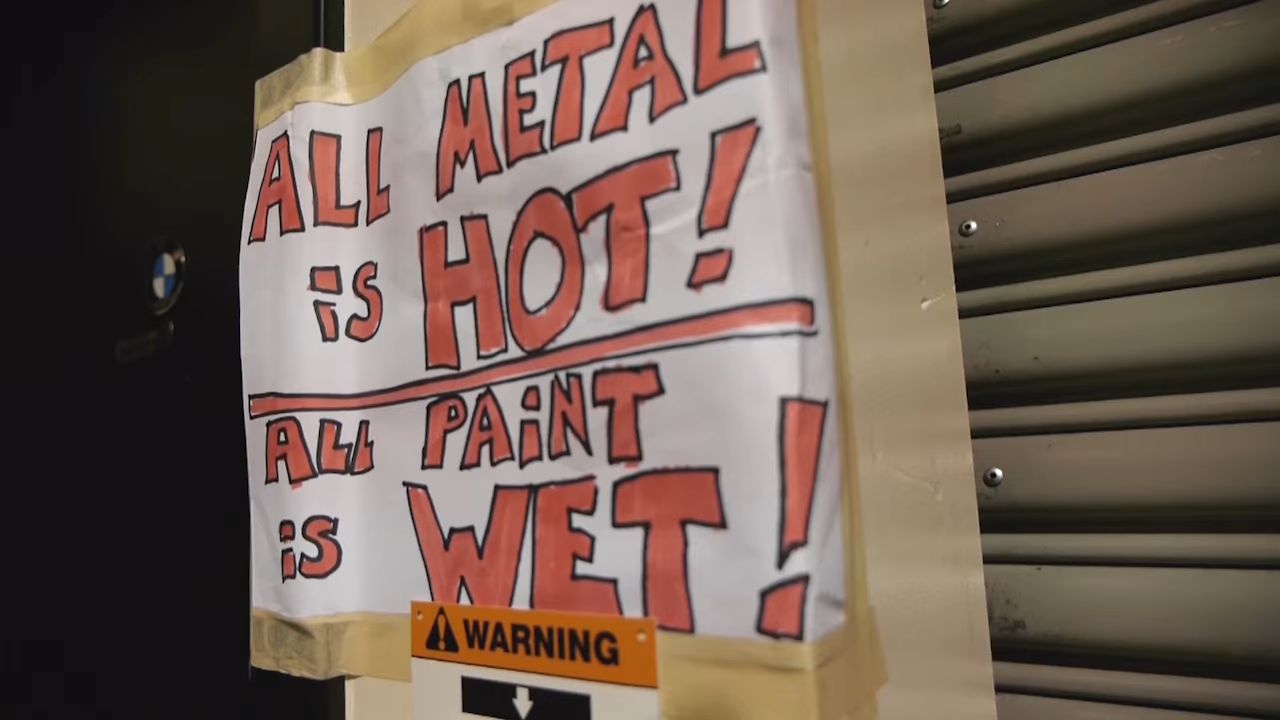 ALL METAL
iS HOT!
ALL PAiNT
iS WET!
WARNING